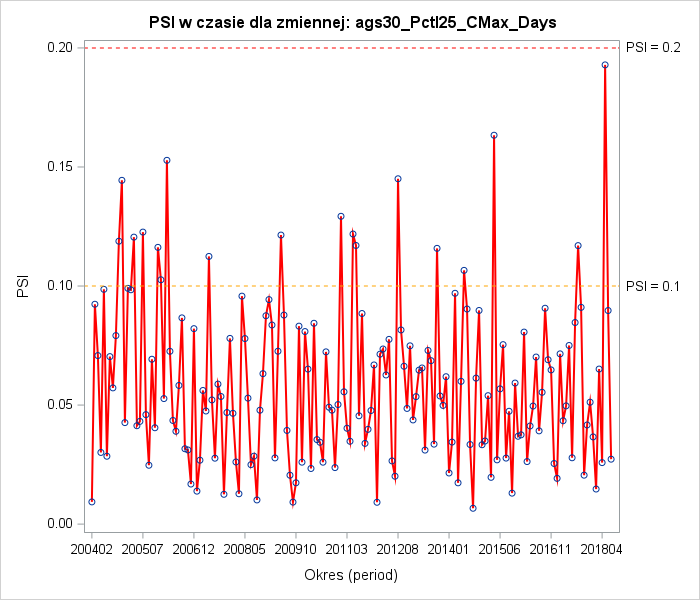 PSI w czasie dla zmiennej: ags30_Pctl25_CMax_Days
0.20
PSI = 0.2
0.15
PSI
0.10
PSI = 0.1
0.05
0.00
200402 200507 200612 200805 200910 201103 201208 201401 201506 201611 201804
Okres (period)